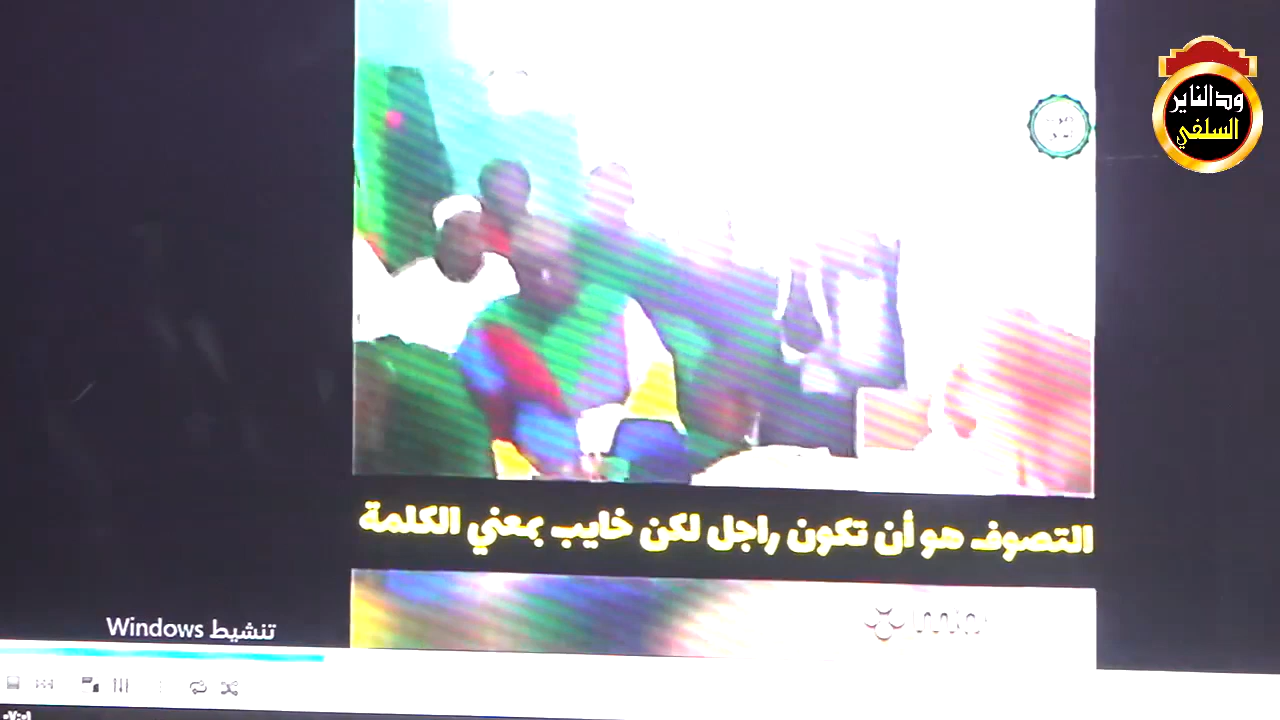 ودالناير
السلفي
التصوف هو أن تكون راجل لكن خايب بمعني الكلمة
تنشيط Windows